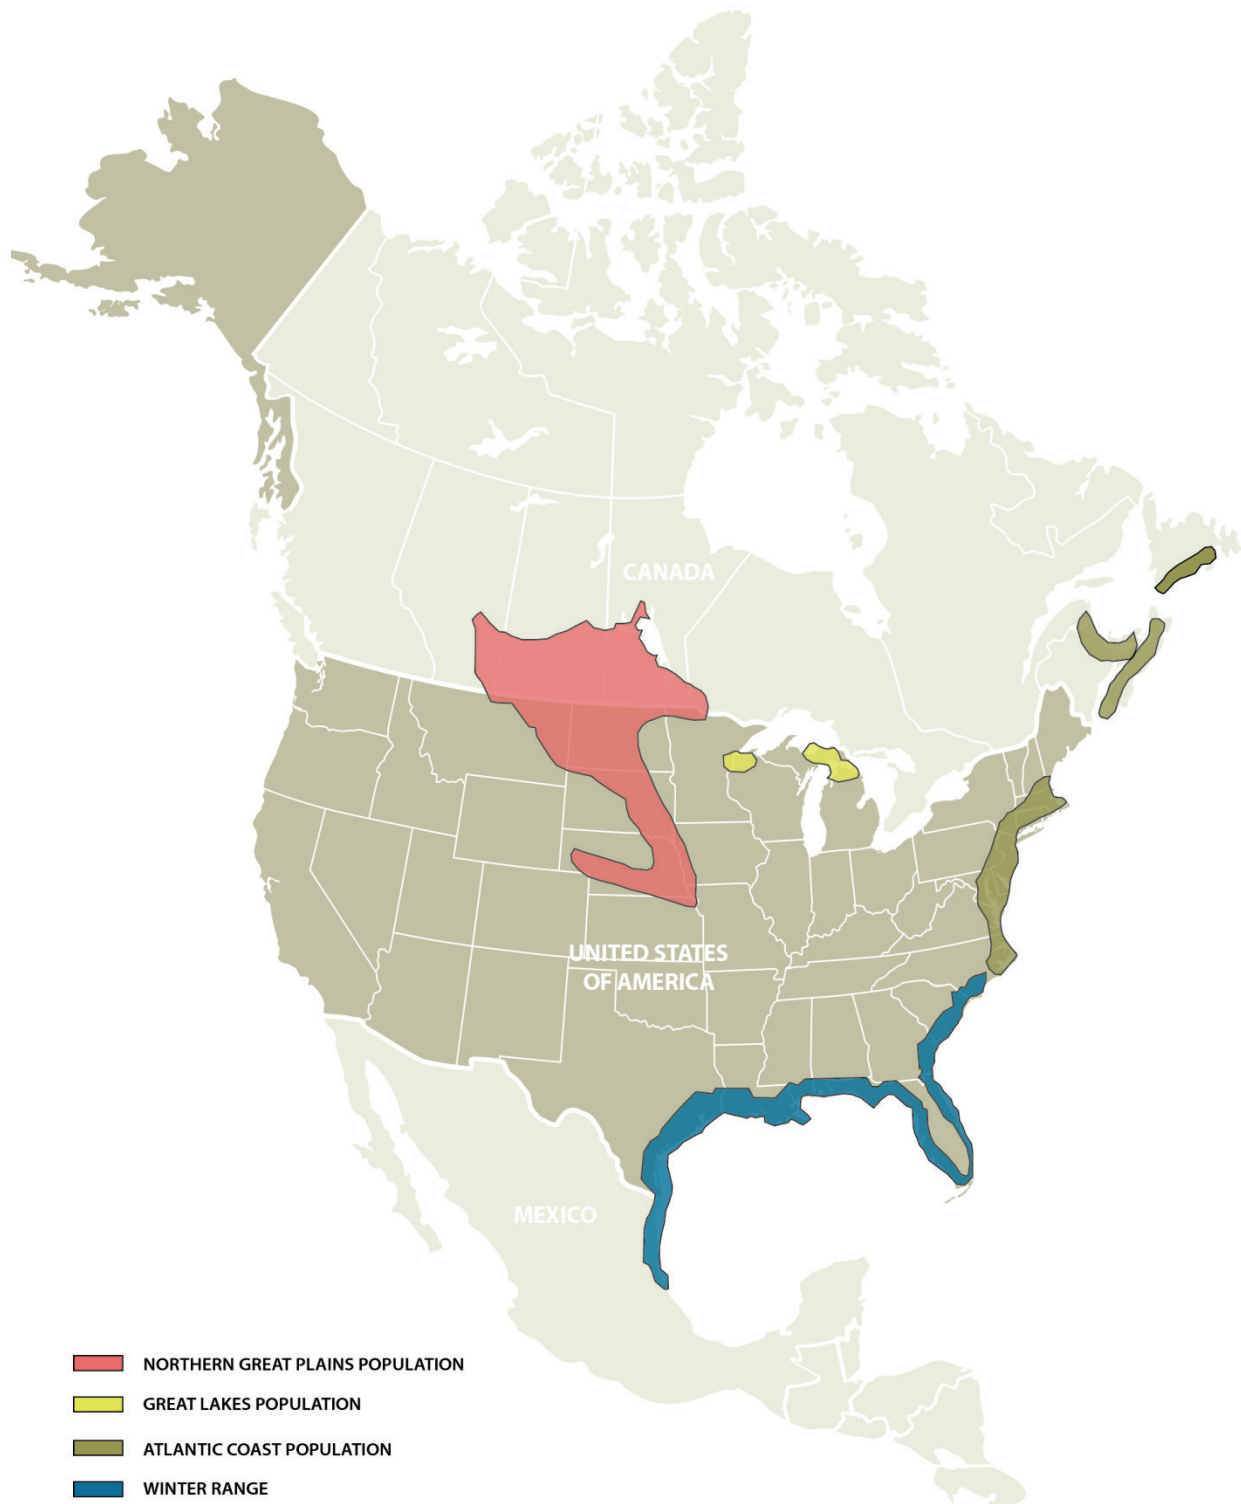 CANADA
UNITED STATES
OF AMERICA
MEXICO
NORTHERN GREAT PLAINS POPULATION
GREAT LAKES POPULATION
ATLANTIC COAST POPULATION
WINTER RANGE